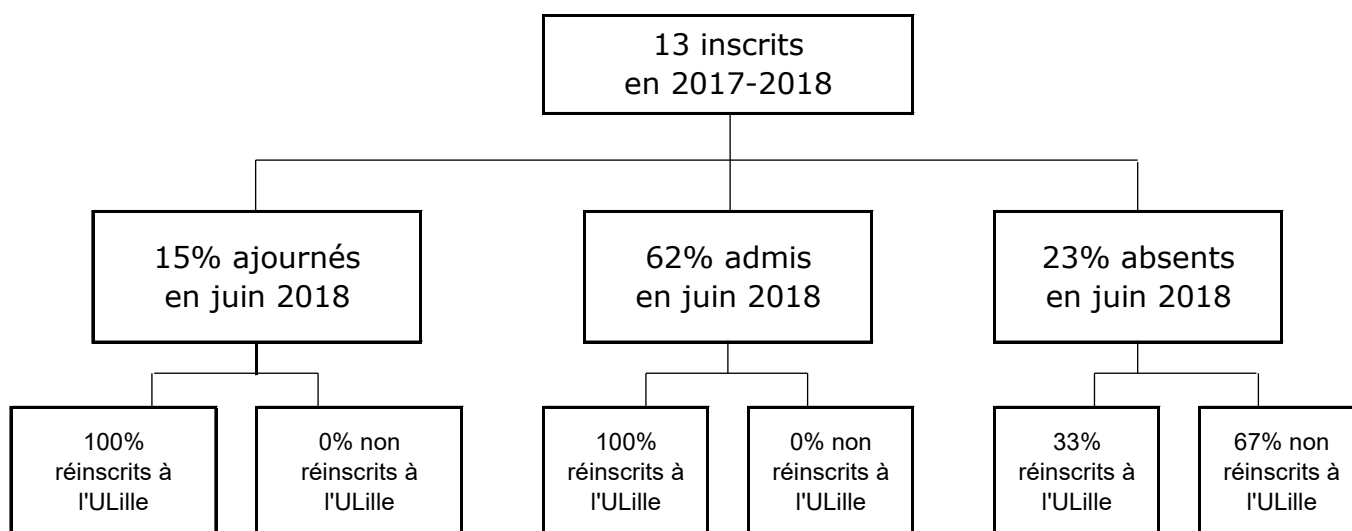 13 inscrits
en 2017-2018
15% ajournés
en juin 2018
62% admis
en juin 2018
23% absents
en juin 2018
100%
réinscrits à
l'ULille
0% non
réinscrits à
l'ULille
100%
réinscrits à
l'ULille
0% non
réinscrits à
l'ULille
33%
réinscrits à
l'ULille
67% non
réinscrits à
l'ULille